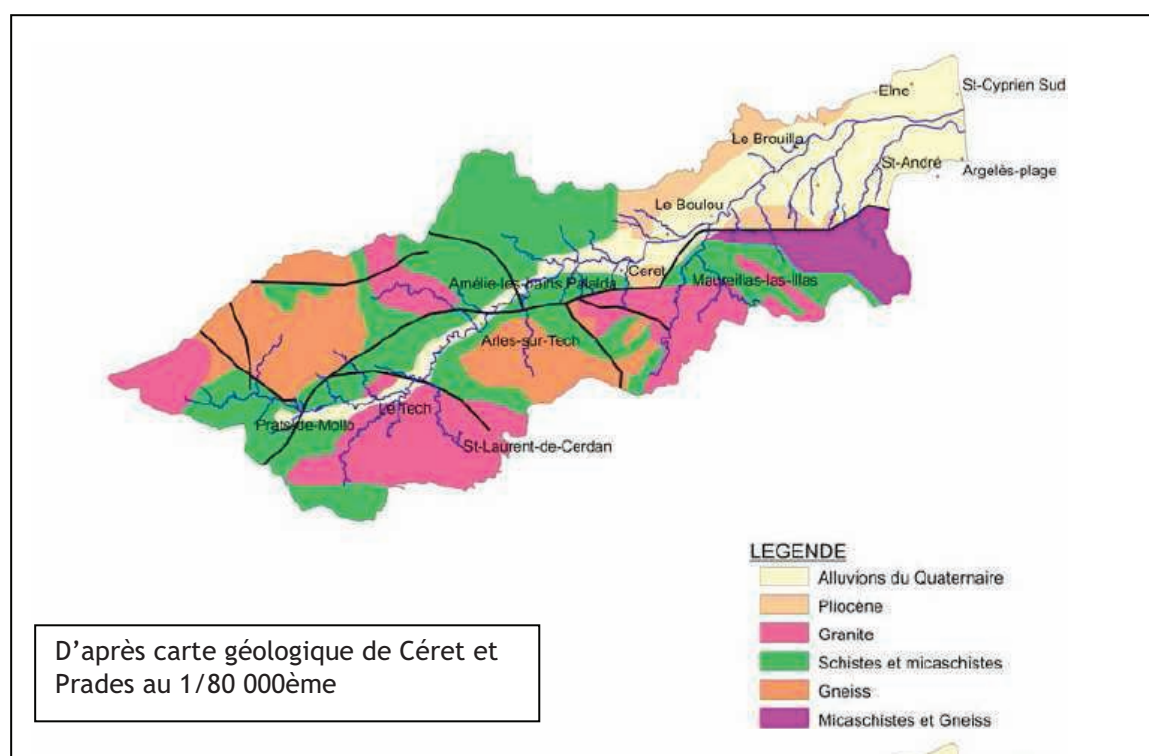 Elne
St-Cyprien Sud
Le Brouilla
St-André
Argelès-plage
Le Boulou
Ceret
Amélie-les-bains Palalda
Maureillas-las-illas
Arles-sur-Tech
Le Tech
Prats-de-Mollo
St-Laurent-de-Cerdan
LEGENDE
Alluvions du Quaternaire
Pliocène
Granite
Schistes et micaschistes
Gneiss
Micaschistes et Gneiss
D'après carte géologique de Céret et
Prades au 1/80 000ème